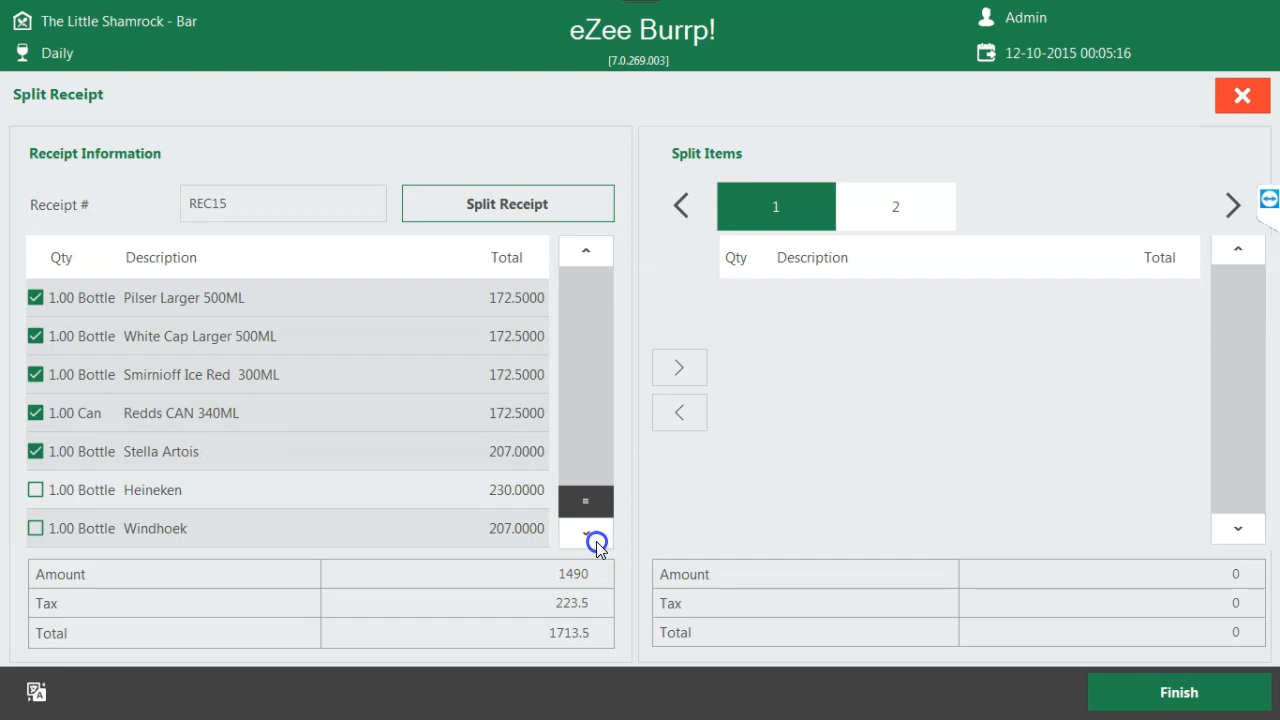 The Little Shamrock - Bar
Daily
eZee Burrp!
[7.0.269.003]
Admin
12-10-2015 00:05:16
Split Receipt
Receipt Information
Receipt # REC15 Split Receipt
Qty Description Total
1.00 Bottle Pilser Larger 500ML 172.5000
1.00 Bottle White Cap Larger 500ML 172.5000
1.00 Bottle Smirnioff Ice Red 300ML 172.5000
1.00 Can Redds CAN 340ML 172.5000
1.00 Bottle Stella Artois 207.0000
1.00 Bottle Heineken 230.0000
1.00 Bottle Windhoek 207.0000
Amount 1490
Tax 223.5
Total 1713.5
Split Items
1 2
Qty Description Total
Amount 0
Tax 0
Total 0
Finish